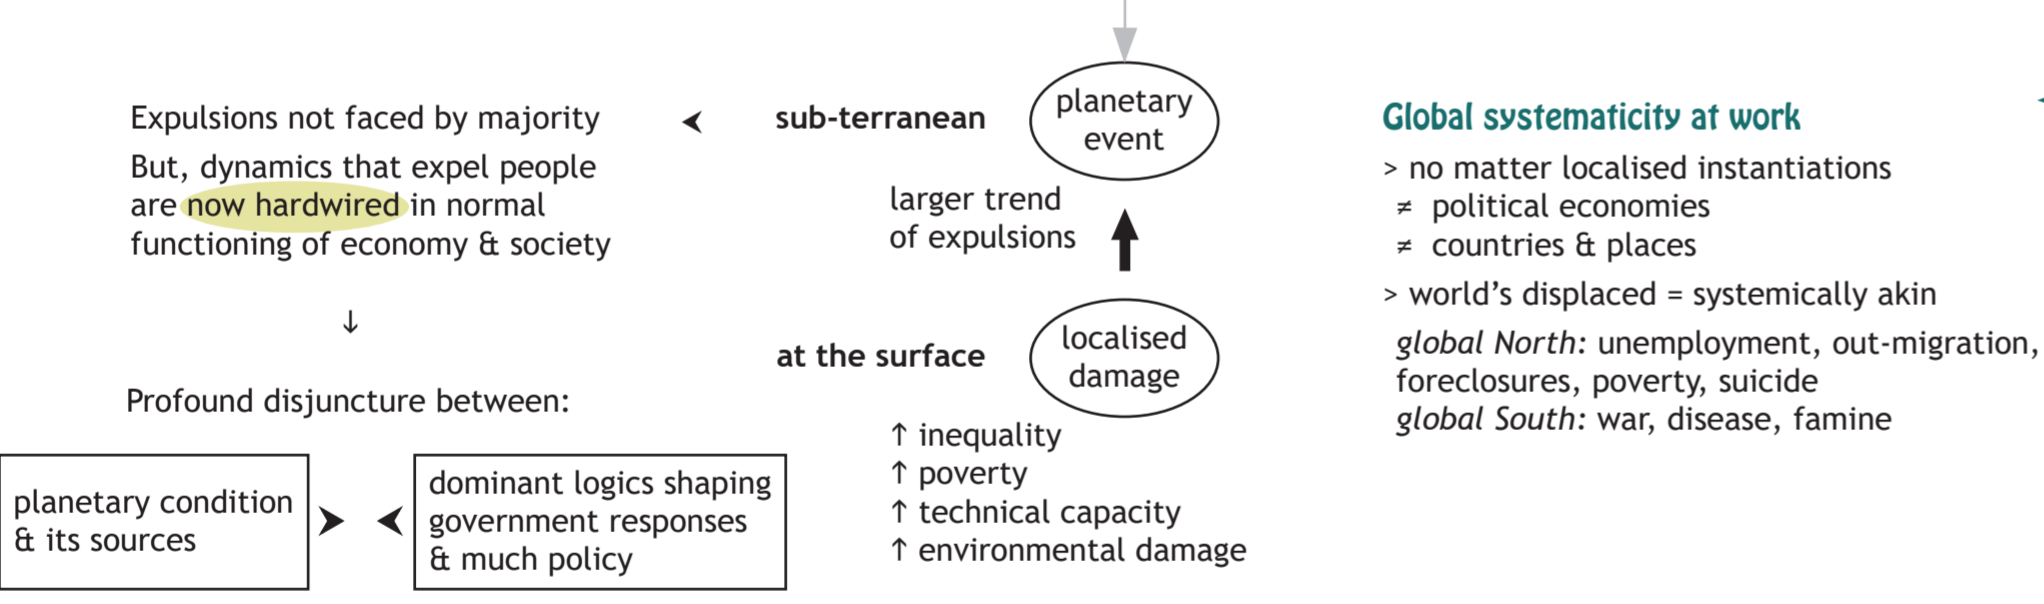 Expulsions not faced by majority
But, dynamics that expel people
are now hardwired in normal
functioning of economy & society
↓
Profound disjuncture between:
planetary condition
& its sources
dominant logics shaping
government responses
& much policy
sub-terranean
planetary
event
larger trend
of expulsions
at the surface
localised
damage
↑ inequality
↑ poverty
↑ technical capacity
↑ environmental damage
Global systematicity at work
> no matter localised instantiations
≠ political economies
≠ countries & places
> world's displaced = systemically akin
global North: unemployment, out-migration,
foreclosures, poverty, suicide
global South: war, disease, famine